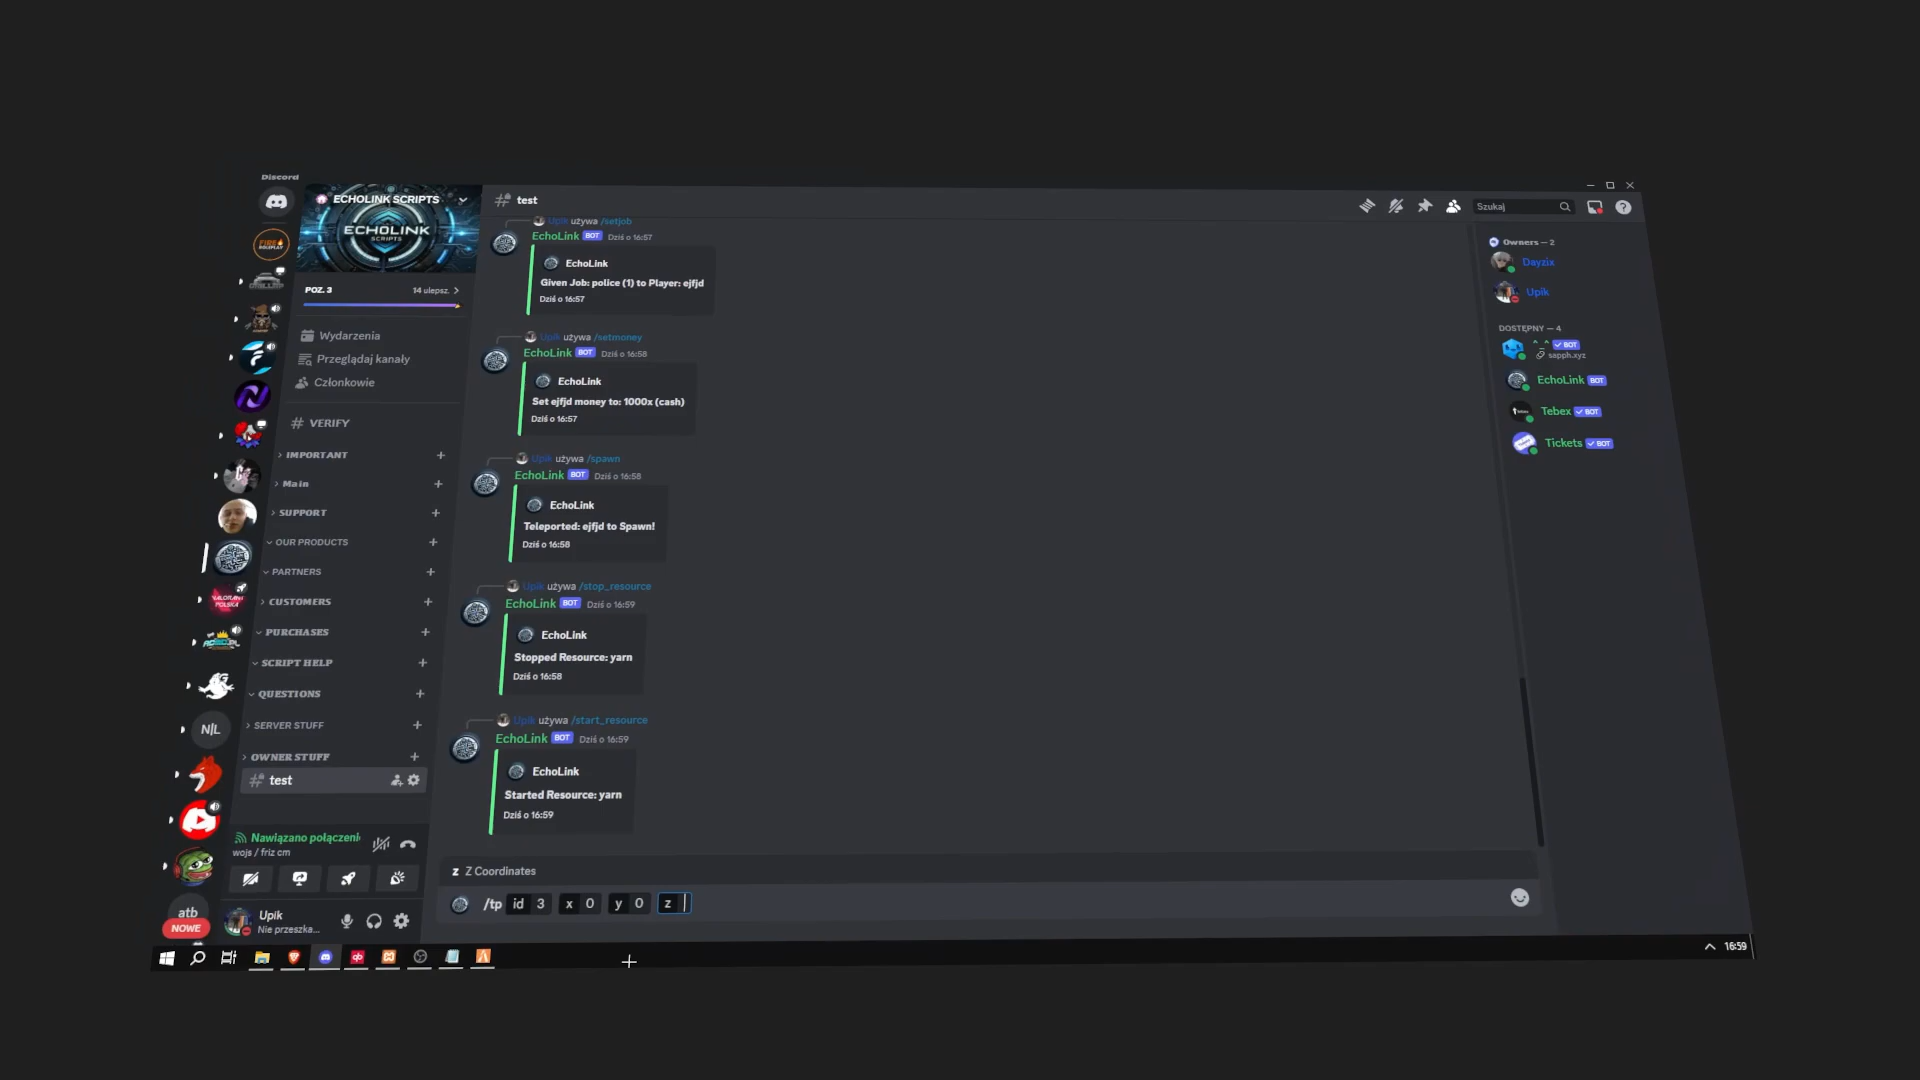 Discord
ECHOLINK SCRIPTS
ECHOLINK
SCRIPTS
POZ. 3
14 ulepsz.
Wydarzenia
Przeglądaj kanały
Członkowie
VERIFY
IMPORTANT
Main
SUPPORT
OUR PRODUCTS
PARTNERS
CUSTOMERS
PURCHASES
SCRIPT HELP
QUESTIONS
SERVER STUFF
OWNER STUFF
test
N|L
atb
NOWE
Nawiązano połączeni
wojs / friz cm
Upik
Nie przeszka...
test
Szukaj
Upik używa /setjob
EchoLink BOT Dziś o 16:57
EchoLink
Given Job: police (1) to Player: ejfjd
Dziś o 16:57
Upik używa /setmoney
EchoLink BOT Dziś o 16:58
EchoLink
Set ejfjd money to: 1000x (cash)
Dziś o 16:57
Upik używa /spawn
EchoLink BOT Dziś o 16:58
EchoLink
Teleported: ejfjd to Spawn!
Dziś o 16:58
Upik używa /stop_resource
EchoLink BOT Dziś o 16:59
EchoLink
Stopped Resource: yarn
Dziś o 16:58
Upik używa /start_resource
EchoLink BOT Dziś o 16:59
EchoLink
Started Resource: yarn
Dziś o 16:59
z Z Coordinates
/tp id 3 x 0 y 0 z
Owners — 2
Dayzix
Upik
DOSTĘPNY — 4
^_^ BOT
sapph.xyz
EchoLink BOT
Tebex BOT
Tickets BOT
16:59